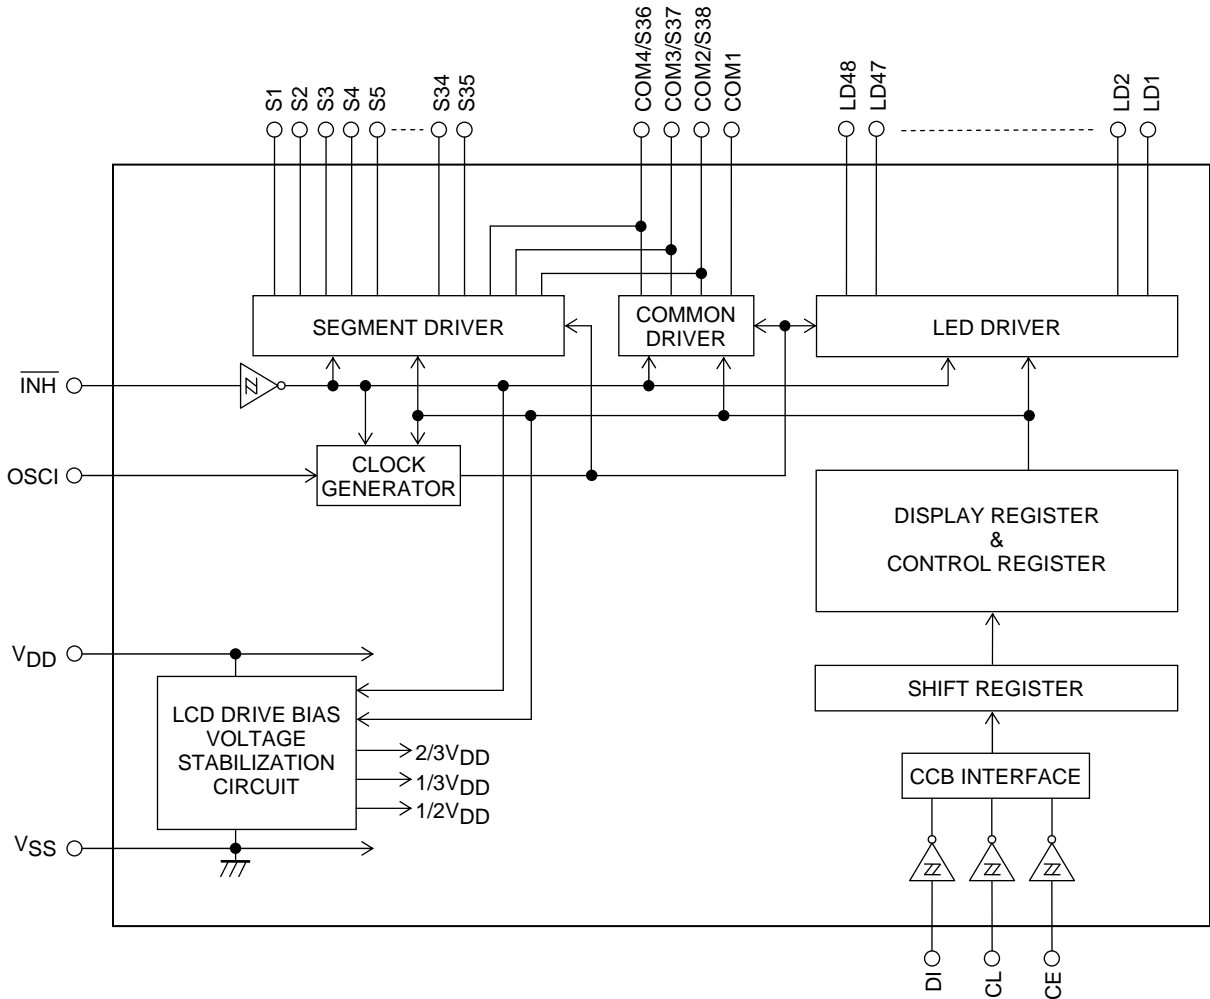 S1
S2
S3
S4
S5
S34
S35
COM4/S36
COM3/S37
COM2/S38
COM1
LD48
LD47
LD2
LD1
SEGMENT DRIVER
COMMON
DRIVER
LED DRIVER
INH
OSCI
CLOCK
GENERATOR
DISPLAY REGISTER
&
CONTROL REGISTER
VDD
SHIFT REGISTER
LCD DRIVE BIAS
VOLTAGE
STABILIZATION
CIRCUIT
2/3VDD
1/3VDD
1/2VDD
CCB INTERFACE
VSS
DI
CL
CE